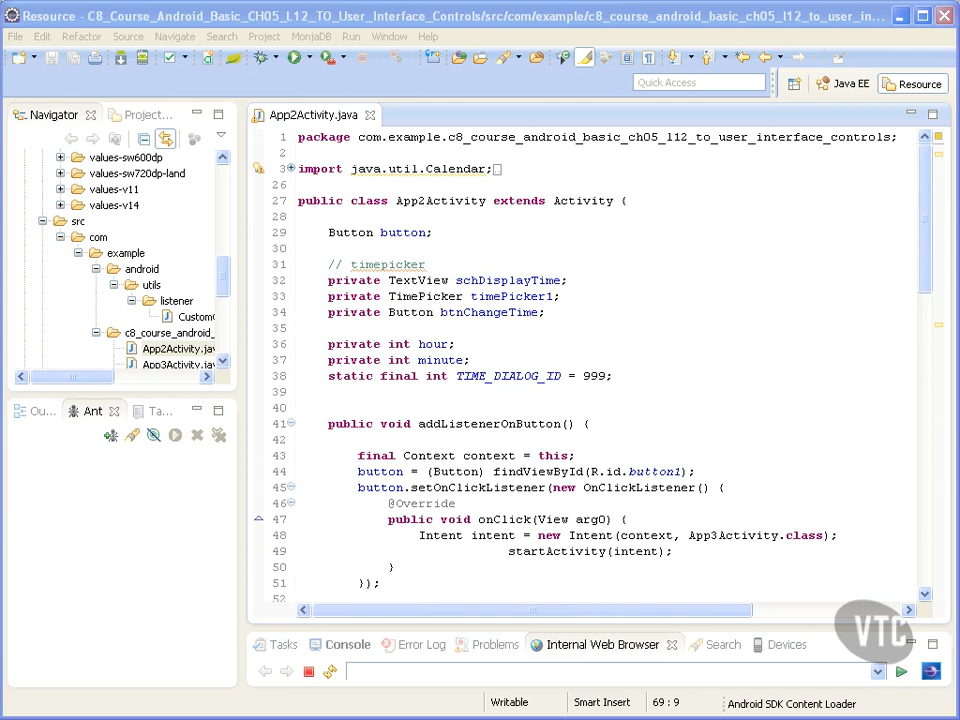 Resource - C8_Course_Android_Basic_CH05_L12_TO_User_Interface_Controls/src/com/example/c8_course_android_basic_ch05_l12_to_user_in...
File Edit Refactor Source Navigate Search Project MonjaDB Run Window Help
Quick Access
Java EE
Resource
Navigator
Project...
values-sw600dp
values-sw720dp-land
values-v11
values-v14
src
com
example
android
utils
listener
Custom
c8_course_android_
App2Activity.jav
App3Activity.jav
Ou...
Ant
Ta...
App2Activity.java
1 package com.example.c8_course_android_basic_ch05_l12_to_user_interface_controls;
2
3 import java.util.Calendar;
26
27 public class App2Activity extends Activity {
28
29 Button button;
30
31 // timepicker
32 private TextView schDisplayTime;
33 private TimePicker timePicker1;
34 private Button btnChangeTime;
35
36 private int hour;
37 private int minute;
38 static final int TIME_DIALOG_ID = 999;
39
40
41 public void addListenerOnButton() {
42
43 final Context context = this;
44 button = (Button) findViewById(R.id.button1);
45 button.setOnClickListener(new OnClickListener() {
46 @Override
47 public void onClick(View arg0) {
48 Intent intent = new Intent(context, App3Activity.class);
49 startActivity(intent);
50 }
51 });
52
VTC
Tasks
Console
Error Log
Problems
Internal Web Browser
Search
Devices
Writable
Smart Insert
69 : 9
Android SDK Content Loader